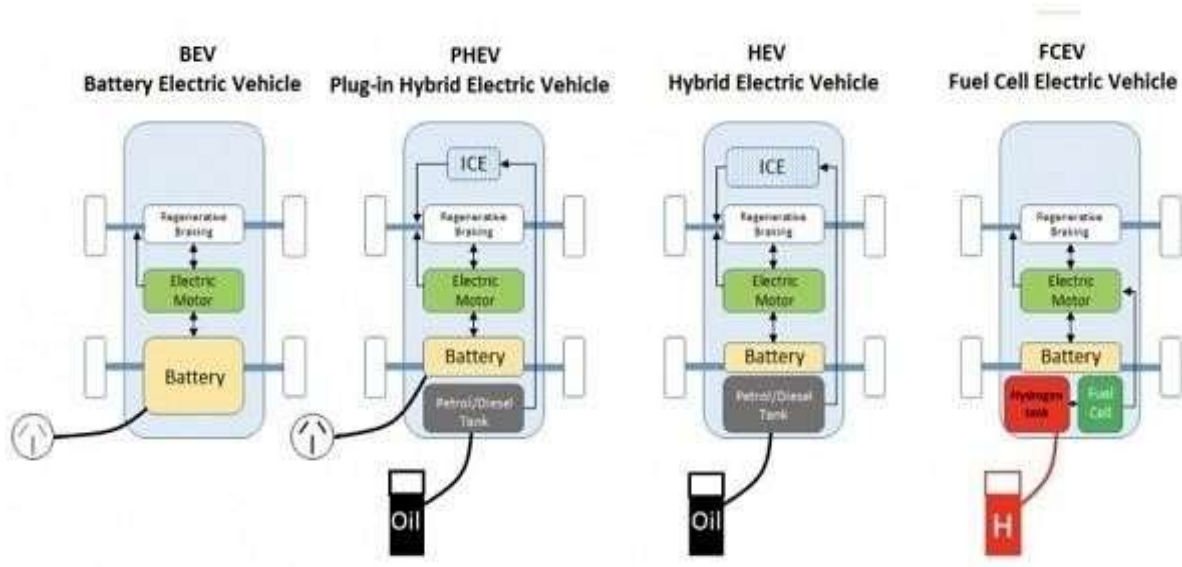 BEV
Battery Electric Vehicle
Regenerative
Braking
Electric
Motor
Battery
PHEV
Plug-in Hybrid Electric Vehicle
ICE
Regenerative
Braking
Electric
Motor
Battery
Petrol/Diesel
Tank
Oil
HEV
Hybrid Electric Vehicle
ICE
Regenerative
Braking
Electric
Motor
Battery
Petrol/Diesel
Tank
Oil
FCEV
Fuel Cell Electric Vehicle
Regenerative
Braking
Electric
Motor
Battery
Hydrogen
tank
Fuel
Cell
H